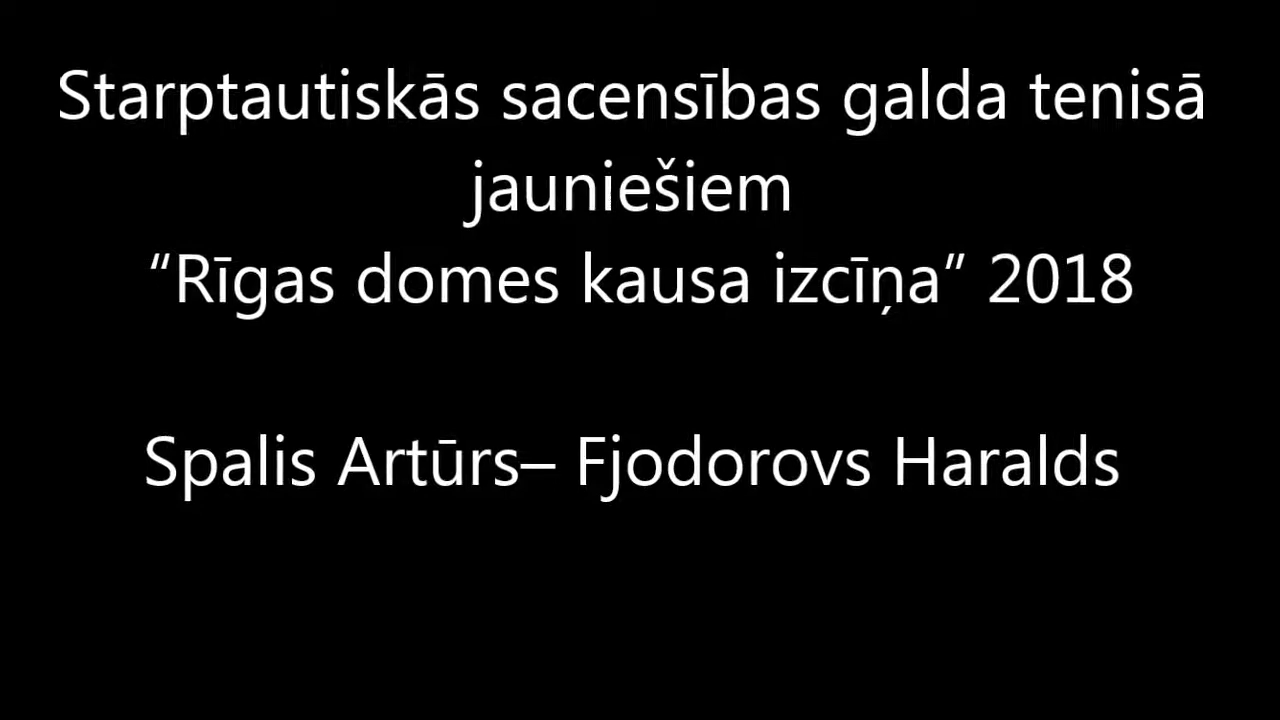 Starptautiskās sacensības galda tenisā
jauniešiem
“Rīgas domes kausa izcīņa” 2018
Spalis Artūrs– Fjodorovs Haralds